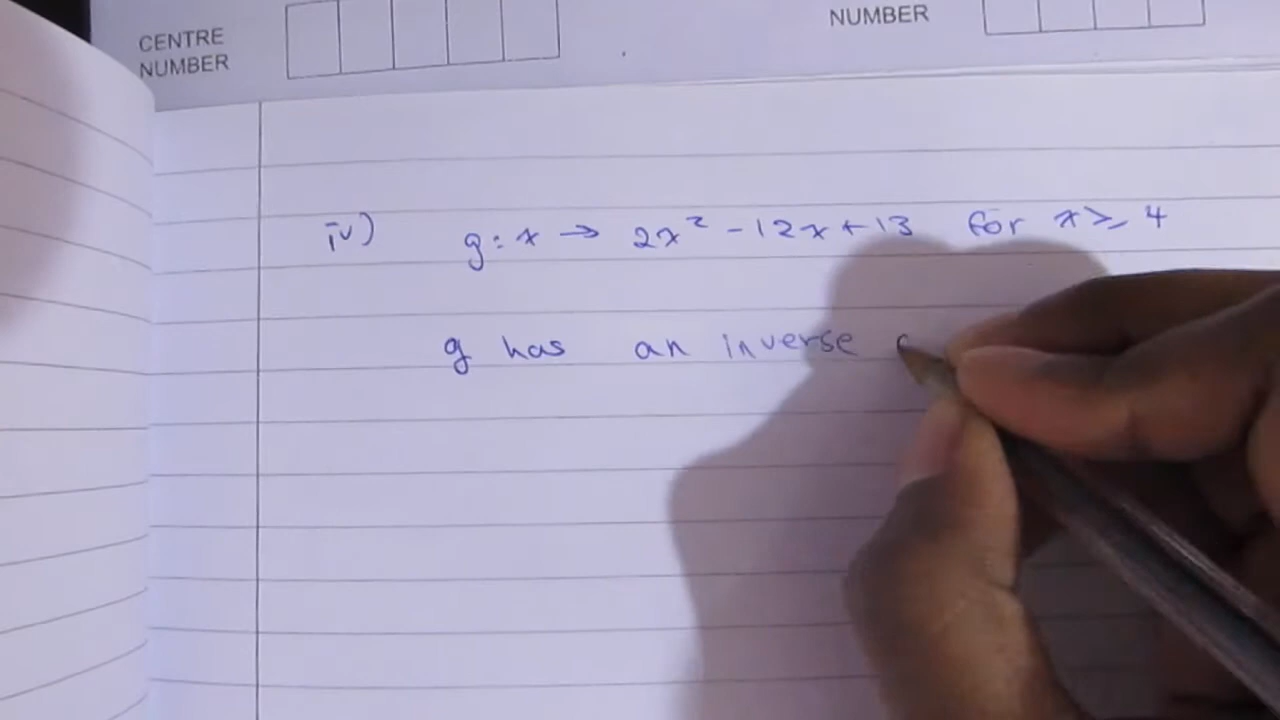 CENTRE
NUMBER
NUMBER
iv) g : x → 2x² - 12x + 13 for x ≥ 4
g has an inverse